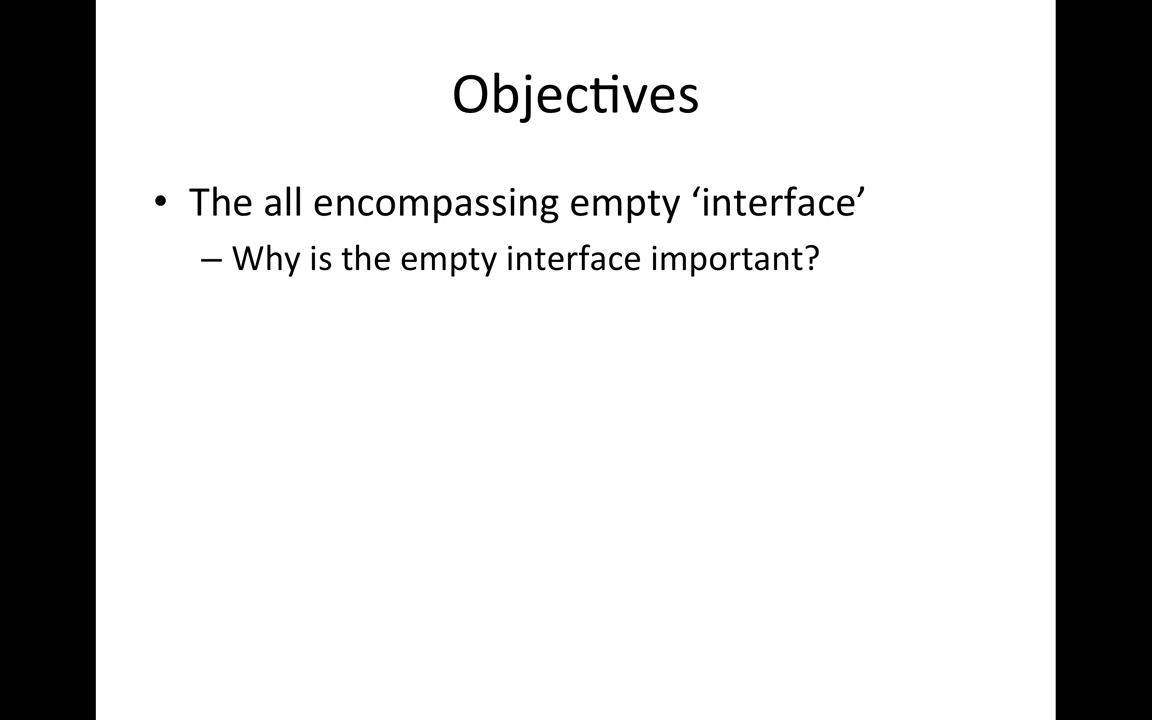 Objectives
• The all encompassing empty ‘interface’
– Why is the empty interface important?